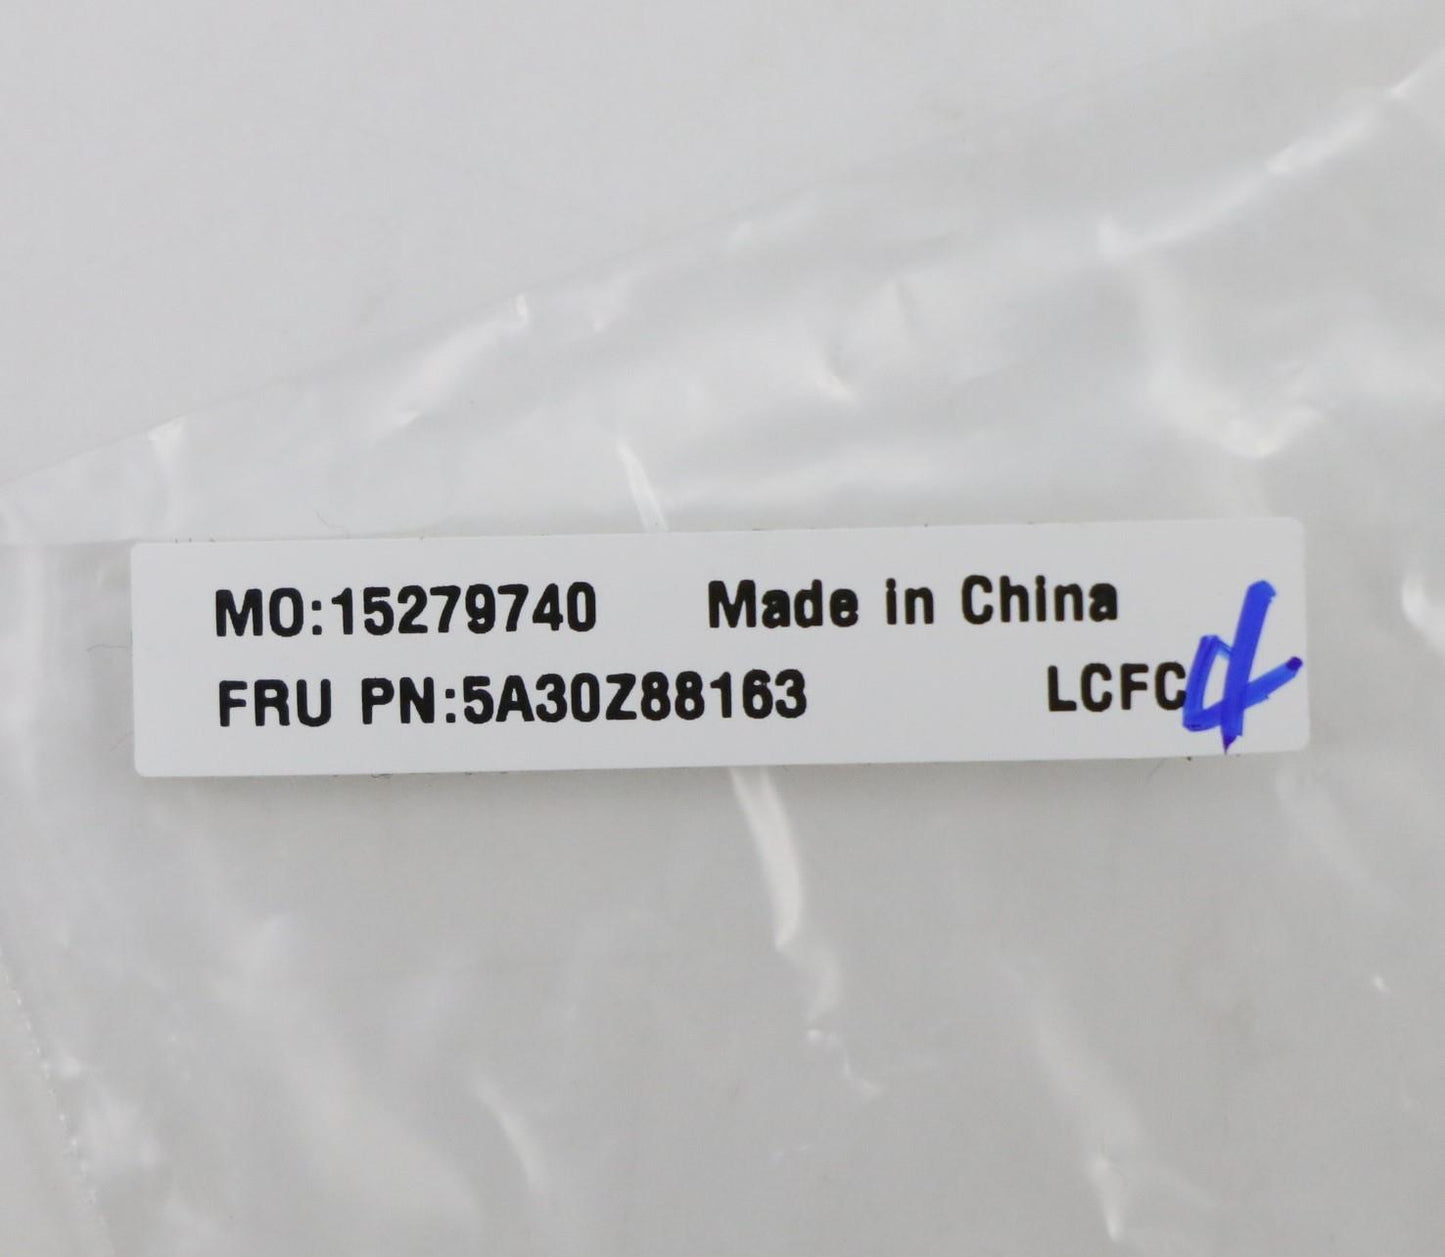 MO:15279740 Made in China
FRU PN:5A30Z88163 LCFC